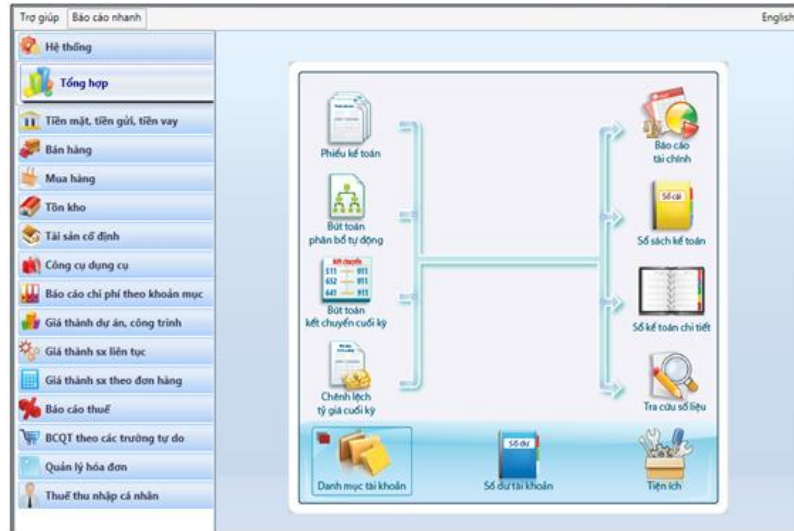 Trợ giúp Báo cáo nhanh English
Hệ thống
Tổng hợp
Tiền mặt, tiền gửi, tiền vay
Bán hàng
Mua hàng
Tồn kho
Tài sản cố định
Công cụ dụng cụ
Báo cáo chi phí theo khoản mục
Giá thành dự án, công trình
Giá thành sx liên tục
Giá thành sx theo đơn hàng
Báo cáo thuế
BCQT theo các trường tự do
Quản lý hóa đơn
Thuế thu nhập cá nhân
Phiếu kế toán
Bút toán
phân bổ tự động
Kết chuyển
511 911
632 911
641 911
Bút toán
kết chuyển cuối kỳ
Chênh lệch
tỷ giá cuối kỳ
Báo cáo
tài chính
Sổ cái
Sổ sách kế toán
Sổ kế toán chi tiết
Tra cứu số liệu
Danh mục tài khoản
Số dư
Số dư tài khoản
Tiện ích